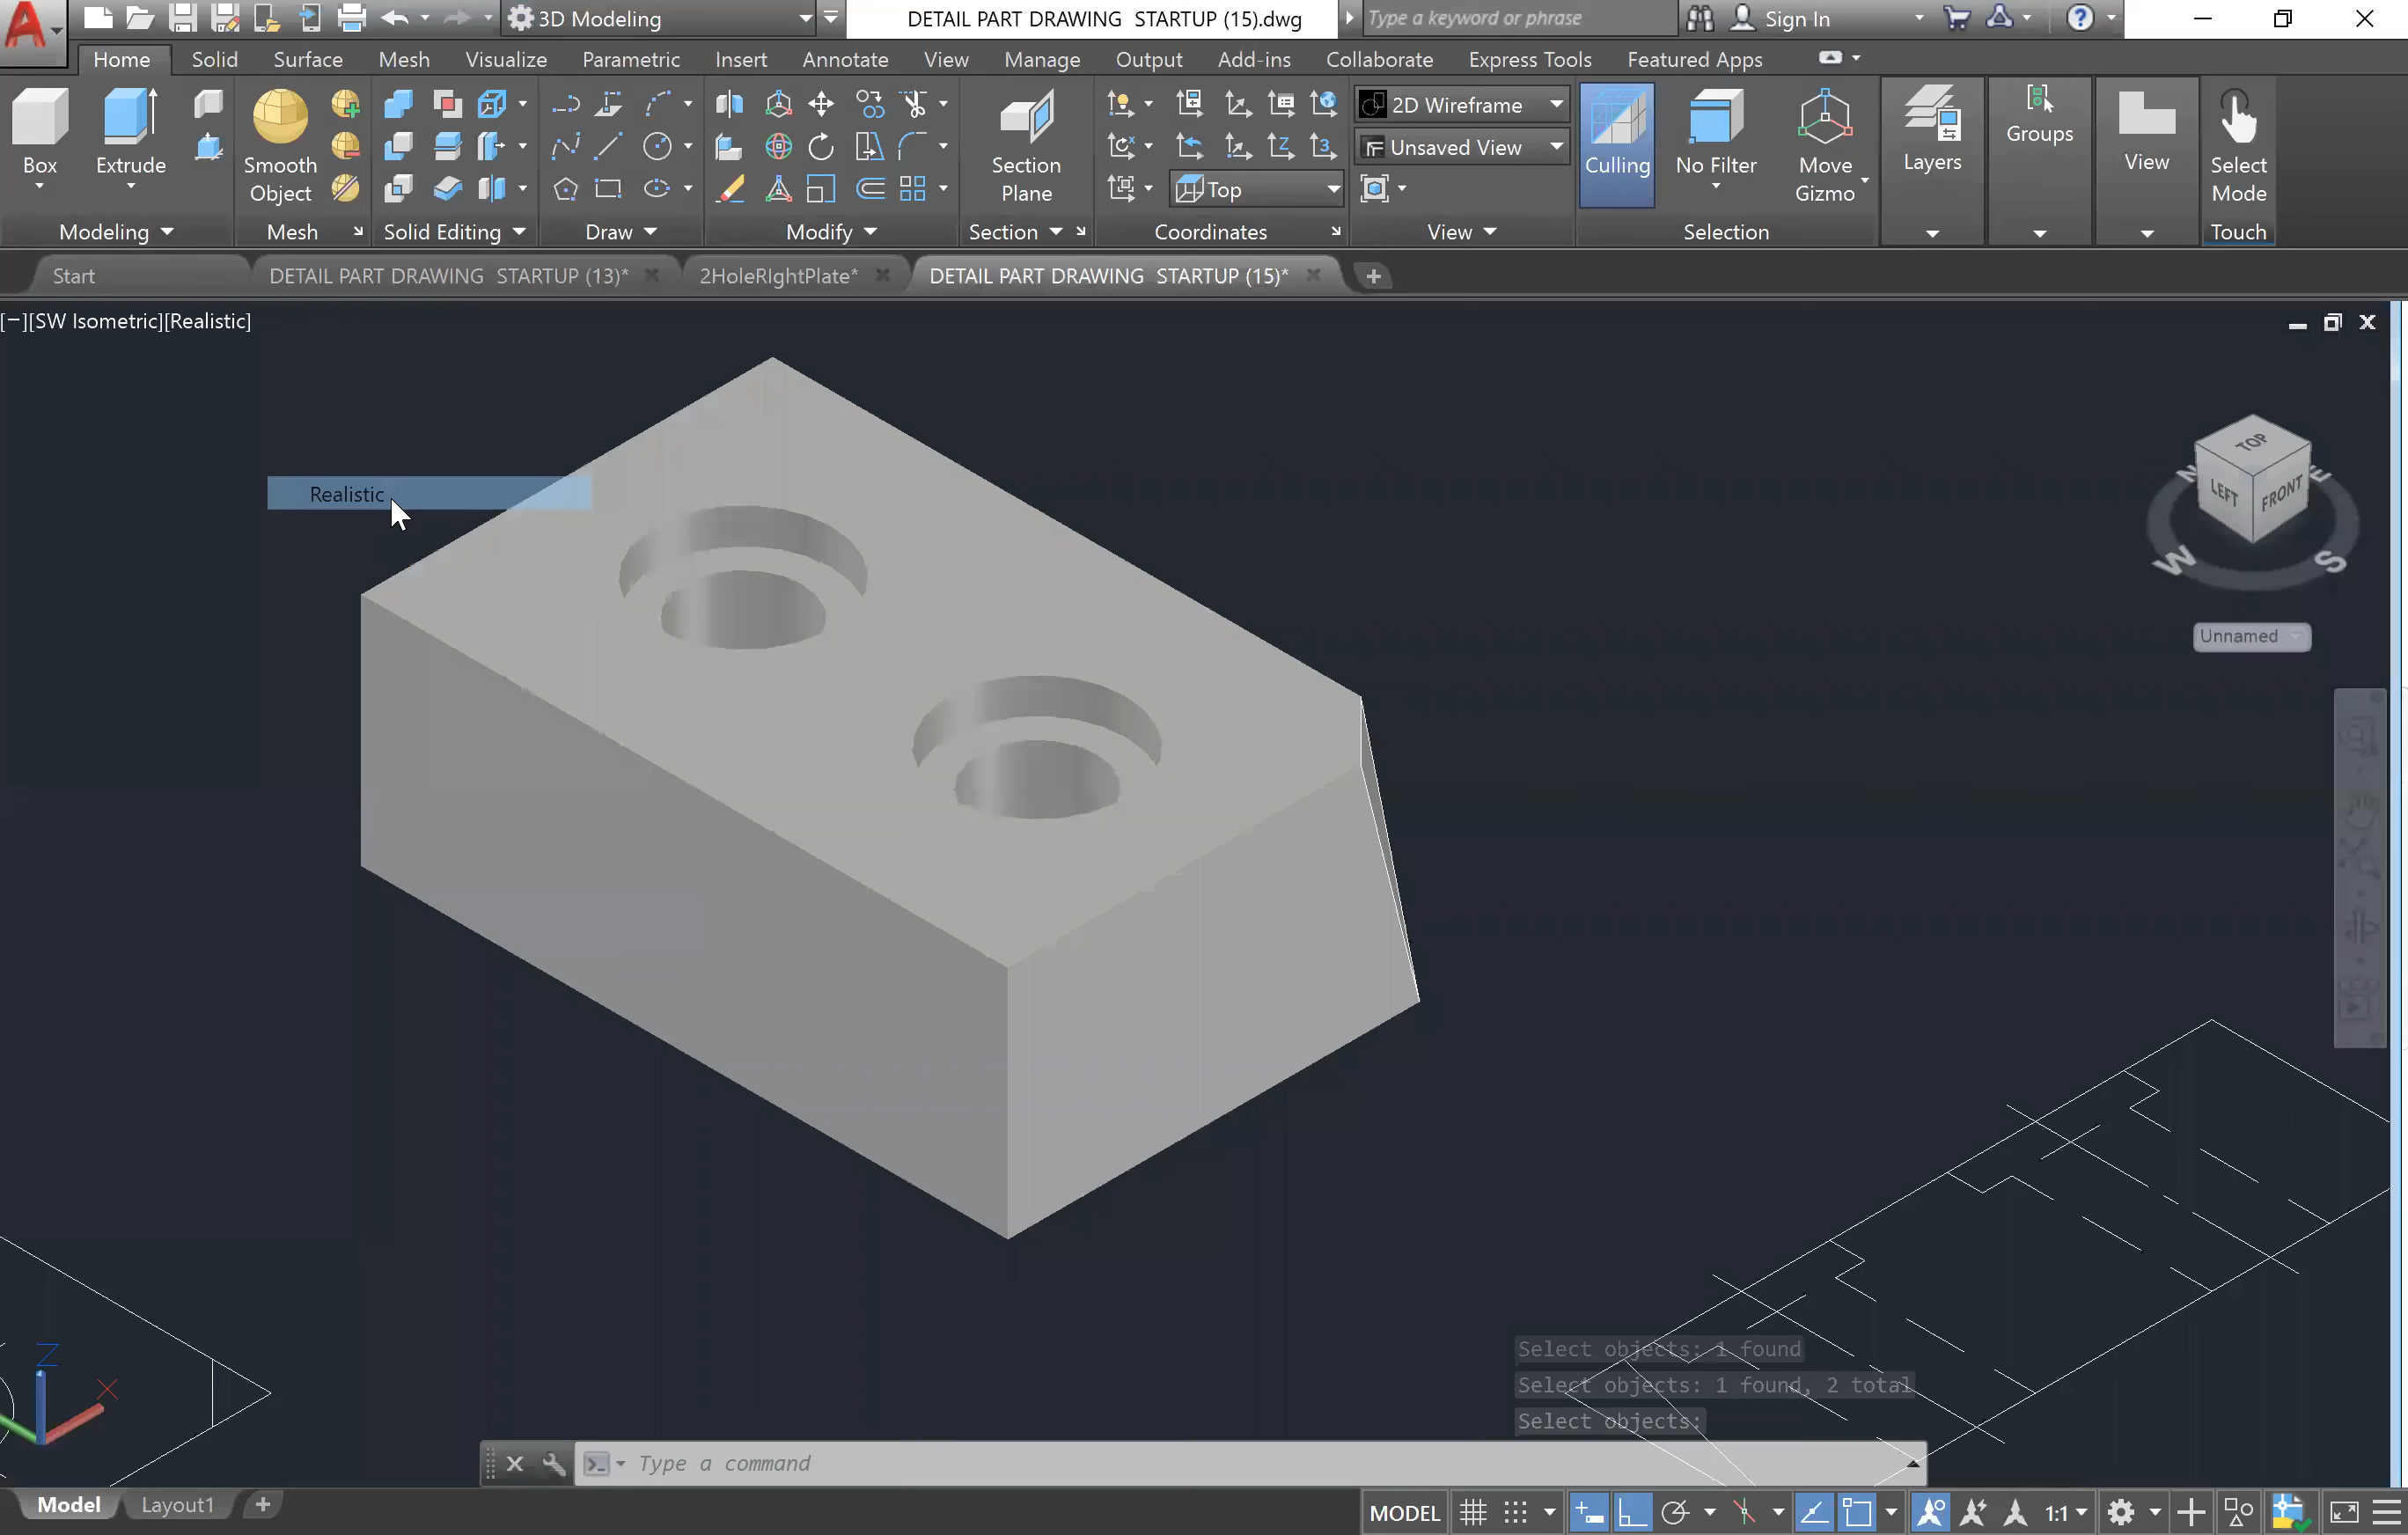 3D Modeling
DETAIL PART DRAWING STARTUP (15).dwg
Type a keyword or phrase
Sign In
Home Solid Surface Mesh Visualize Parametric Insert Annotate View Manage Output Add-ins Collaborate Express Tools Featured Apps
Box
Extrude
Smooth Object
Section Plane
Top
2D Wireframe
Unsaved View
Culling
No Filter
Move Gizmo
Layers
Groups
View
Select Mode
Modeling Mesh Solid Editing Draw Modify Section Coordinates View Selection Touch
Start
DETAIL PART DRAWING STARTUP (13)*
2HoleRIghtPlate*
DETAIL PART DRAWING STARTUP (15)*
[−][SW Isometric][Realistic]
Realistic
TOP
LEFT
FRONT
N
E
W
S
Unnamed
Z
X
Select objects: 1 found
Select objects: 1 found, 2 total
Select objects:
Type a command
Model
Layout1
MODEL
1:1